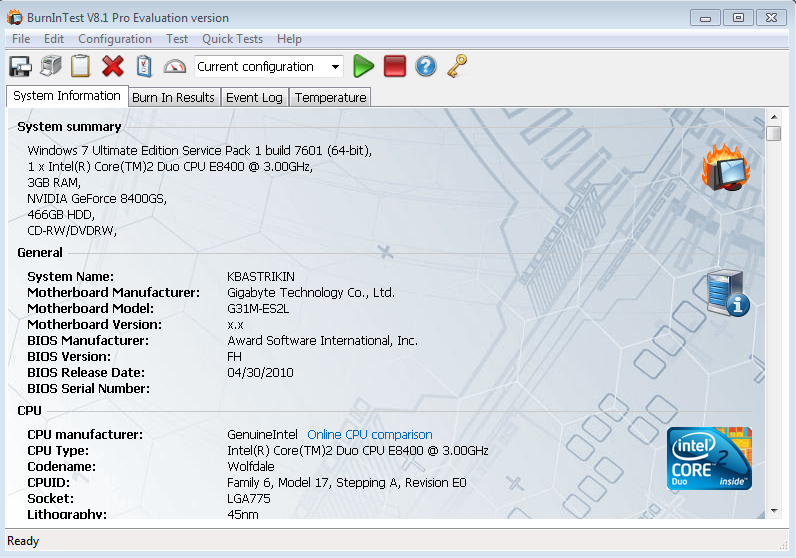 BurnInTest V8.1 Pro Evaluation version
File Edit Configuration Test Quick Tests Help
Current configuration
System Information Burn In Results Event Log Temperature
System summary
Windows 7 Ultimate Edition Service Pack 1 build 7601 (64-bit),
1 x Intel(R) Core(TM)2 Duo CPU E8400 @ 3.00GHz,
3GB RAM,
NVIDIA GeForce 8400GS,
466GB HDD,
CD-RW/DVDRW,
General
System Name: KBASTRIKIN
Motherboard Manufacturer: Gigabyte Technology Co., Ltd.
Motherboard Model: G31M-ES2L
Motherboard Version: x.x
BIOS Manufacturer: Award Software International, Inc.
BIOS Version: FH
BIOS Release Date: 04/30/2010
BIOS Serial Number:
CPU
CPU manufacturer: GenuineIntel Online CPU comparison
CPU Type: Intel(R) Core(TM)2 Duo CPU E8400 @ 3.00GHz
Codename: Wolfdale
CPUID: Family 6, Model 17, Stepping A, Revision E0
Socket: LGA775
Lithography: 45nm
intel
CORE 2
Duo inside™
Ready